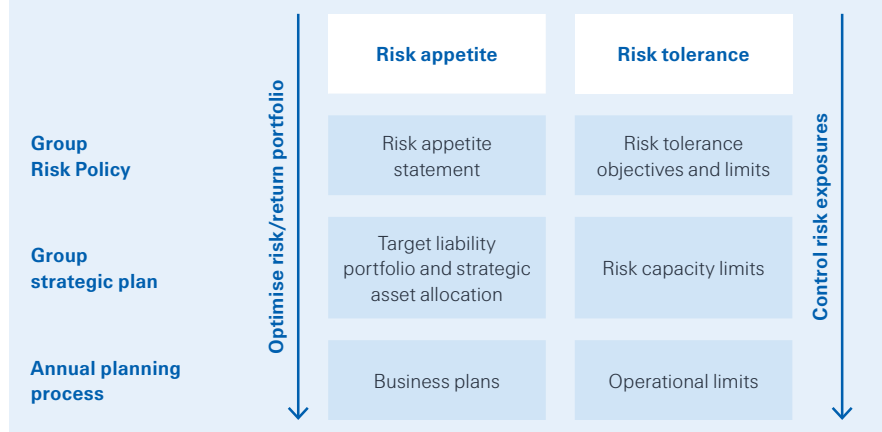 Risk appetite
Risk tolerance
Optimise risk/return portfolio
Control risk exposures
Group
Risk Policy
Risk appetite
statement
Risk tolerance
objectives and limits
Group
strategic plan
Target liability
portfolio and strategic
asset allocation
Risk capacity limits
Annual planning
process
Business plans
Operational limits